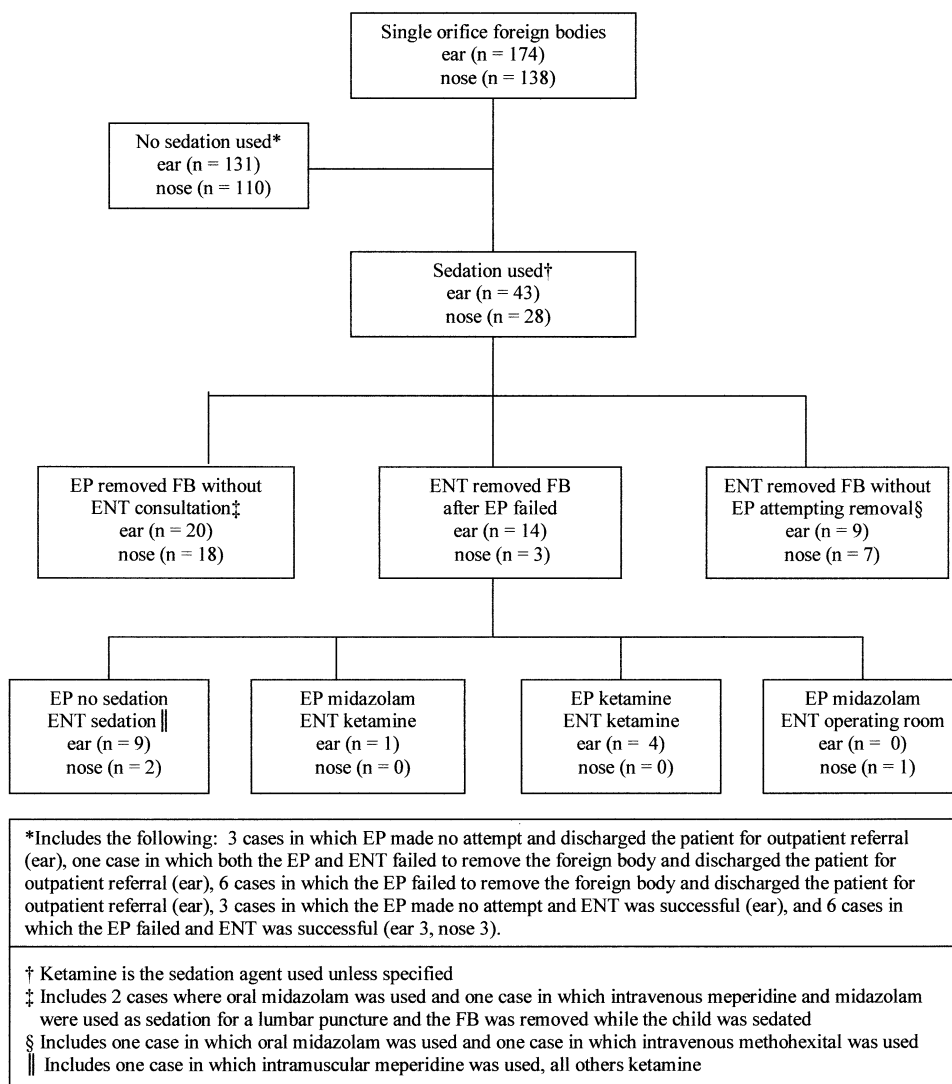 Single orifice foreign bodies
ear (n = 174)
nose (n = 138)
No sedation used*
ear (n = 131)
nose (n = 110)
Sedation used†
ear (n = 43)
nose (n = 28)
EP removed FB without
ENT consultation‡
ear (n = 20)
nose (n = 18)
ENT removed FB
after EP failed
ear (n = 14)
nose (n = 3)
ENT removed FB without
EP attempting removal§
ear (n = 9)
nose (n = 7)
EP no sedation
ENT sedation ‖
ear (n = 9)
nose (n = 2)
EP midazolam
ENT ketamine
ear (n = 1)
nose (n = 0)
EP ketamine
ENT ketamine
ear (n = 4)
nose (n = 0)
EP midazolam
ENT operating room
ear (n = 0)
nose (n = 1)
*Includes the following: 3 cases in which EP made no attempt and discharged the patient for outpatient referral
(ear), one case in which both the EP and ENT failed to remove the foreign body and discharged the patient for
outpatient referral (ear), 6 cases in which the EP failed to remove the foreign body and discharged the patient for
outpatient referral (ear), 3 cases in which the EP made no attempt and ENT was successful (ear), and 6 cases in
which the EP failed and ENT was successful (ear 3, nose 3).
† Ketamine is the sedation agent used unless specified
‡ Includes 2 cases where oral midazolam was used and one case in which intravenous meperidine and midazolam
were used as sedation for a lumbar puncture and the FB was removed while the child was sedated
§ Includes one case in which oral midazolam was used and one case in which intravenous methohexital was used
‖ Includes one case in which intramuscular meperidine was used, all others ketamine